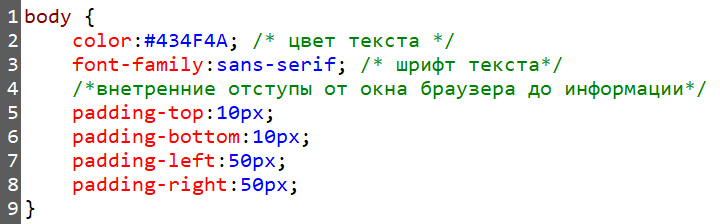 1 body {
2 color:#434F4A; /* цвет текста */
3 font-family:sans-serif; /* шрифт текста*/
4 /*внетренние отступы от окна браузера до информации*/
5 padding-top:10px;
6 padding-bottom:10px;
7 padding-left:50px;
8 padding-right:50px;
9 }